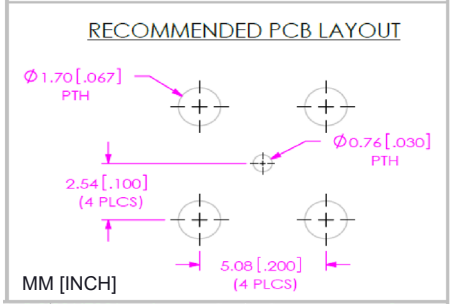 RECOMMENDED PCB LAYOUT
Ø1.70[.067]
PTH
Ø0.76[.030]
PTH
2.54[.100]
(4 PLCS)
5.08[.200]
(4 PLCS)
MM [INCH]